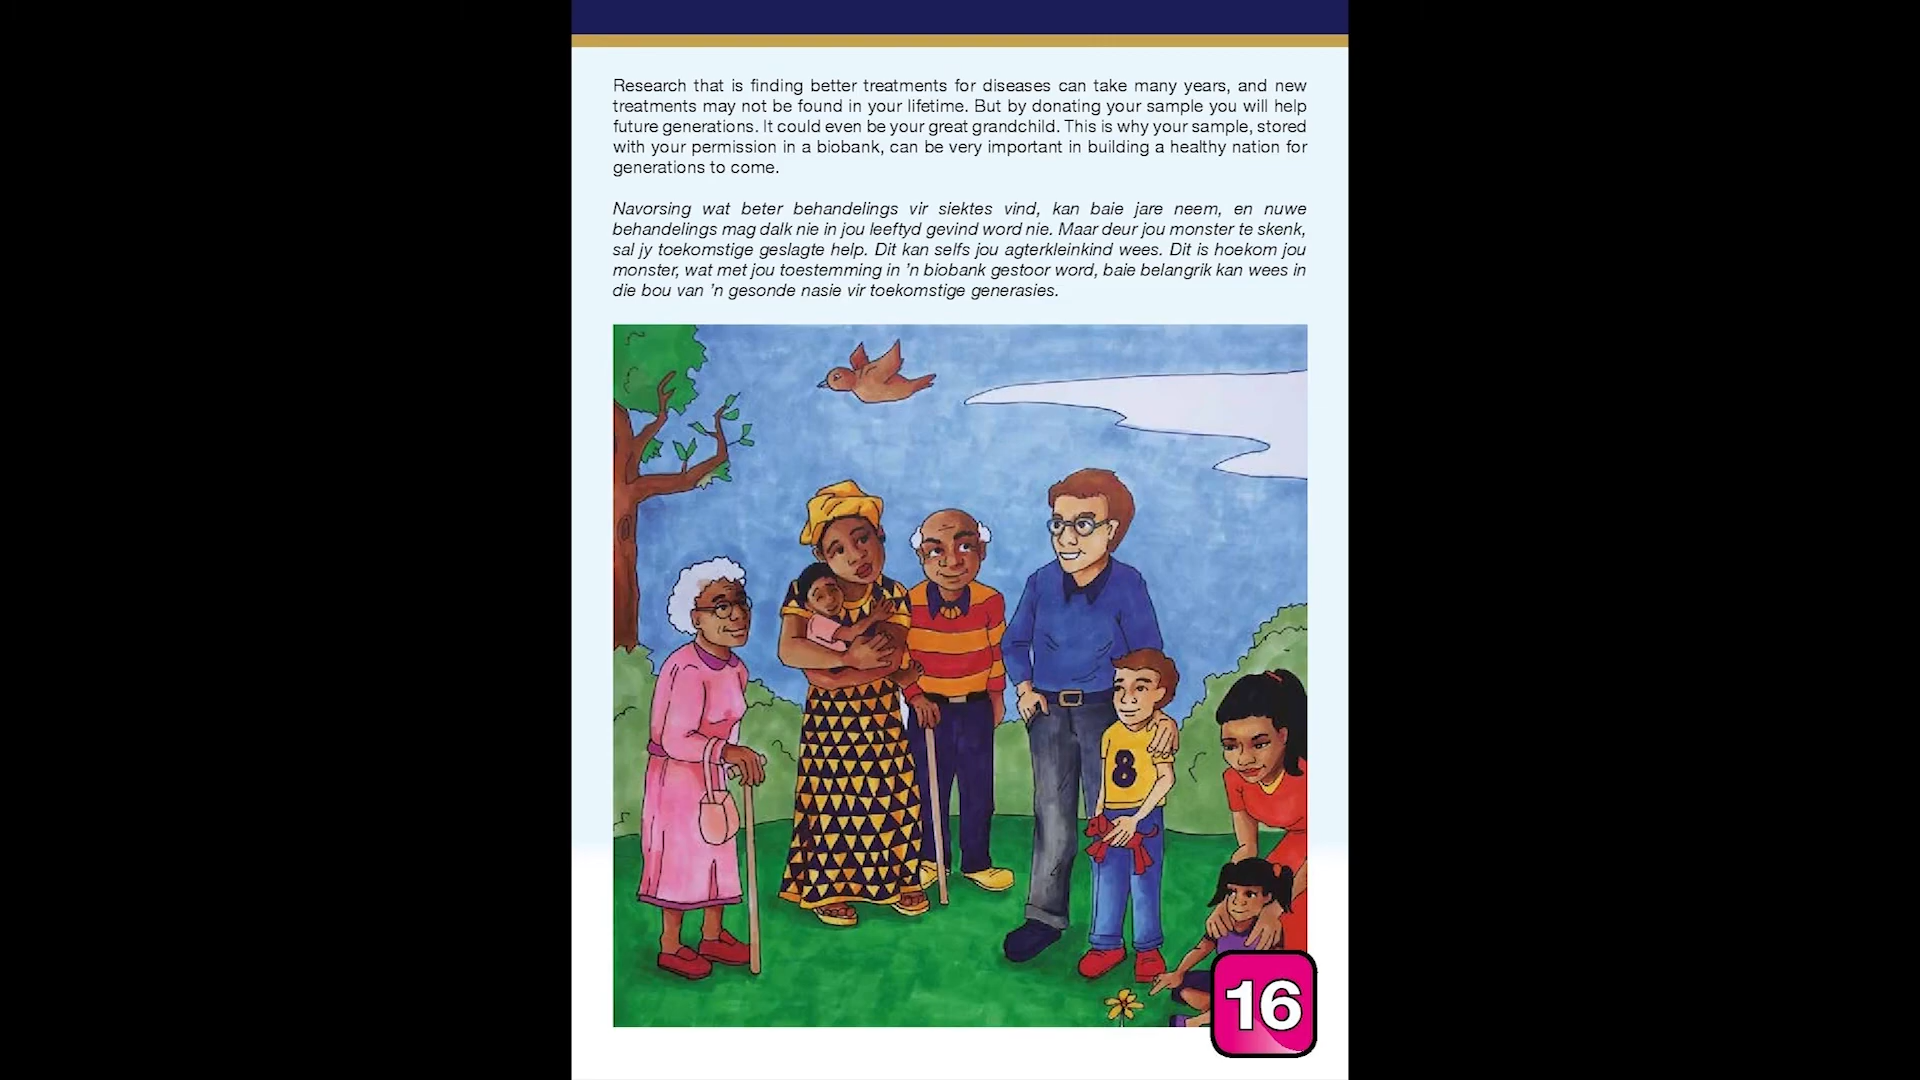 Research that is finding better treatments for diseases can take many years, and new
treatments may not be found in your lifetime. But by donating your sample you will help
future generations. It could even be your great grandchild. This is why your sample, stored
with your permission in a biobank, can be very important in building a healthy nation for
generations to come.
Navorsing wat beter behandelings vir siektes vind, kan baie jare neem, en nuwe
behandelings mag dalk nie in jou leeftyd gevind word nie. Maar deur jou monster te skenk,
sal jy toekomstige geslagte help. Dit kan selfs jou agterkleinkind wees. Dit is hoekom jou
monster, wat met jou toestemming in 'n biobank gestoor word, baie belangrik kan wees in
die bou van 'n gesonde nasie vir toekomstige generasies.
8
16